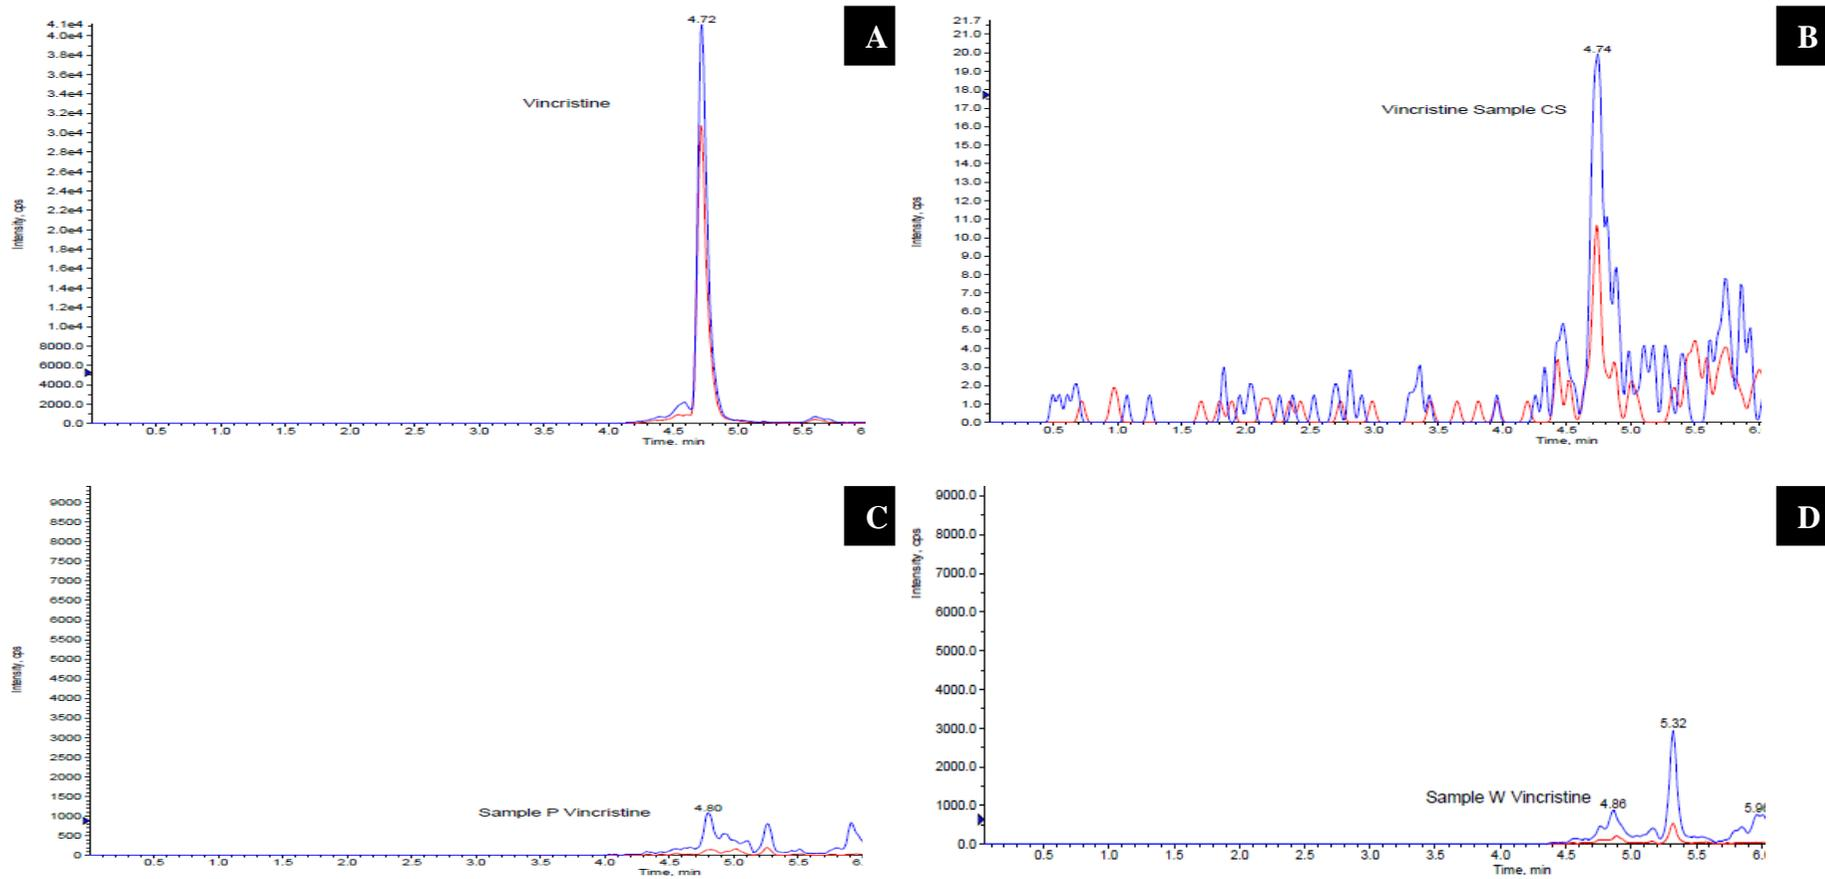 A
4.1e4
4.0e4
3.8e4
3.6e4
3.4e4
3.2e4
3.0e4
2.8e4
2.6e4
2.4e4
2.2e4
2.0e4
1.8e4
1.6e4
1.4e4
1.2e4
1.0e4
8000.0
6000.0
4000.0
2000.0
0.0
Intensity, cps
4.72
Vincristine
0.5 1.0 1.5 2.0 2.5 3.0 3.5 4.0 4.5 5.0 5.5 6
Time, min
B
21.7
21.0
20.0
19.0
18.0
17.0
16.0
15.0
14.0
13.0
12.0
11.0
10.0
9.0
8.0
7.0
6.0
5.0
4.0
3.0
2.0
1.0
0.0
Intensity, cps
4.74
Vincristine Sample CS
0.5 1.0 1.5 2.0 2.5 3.0 3.5 4.0 4.5 5.0 5.5 6.
Time, min
C
9000
8500
8000
7500
7000
6500
6000
5500
5000
4500
4000
3500
3000
2500
2000
1500
1000
500
0
Intensity, cps
Sample P Vincristine
4.80
0.5 1.0 1.5 2.0 2.5 3.0 3.5 4.0 4.5 5.0 5.5 6.
Time, min
D
9000.0
8000.0
7000.0
6000.0
5000.0
4000.0
3000.0
2000.0
1000.0
0.0
Intensity, cps
5.32
Sample W Vincristine
4.86
0.5 1.0 1.5 2.0 2.5 3.0 3.5 4.0 4.5 5.0 5.5 6.
Time, min